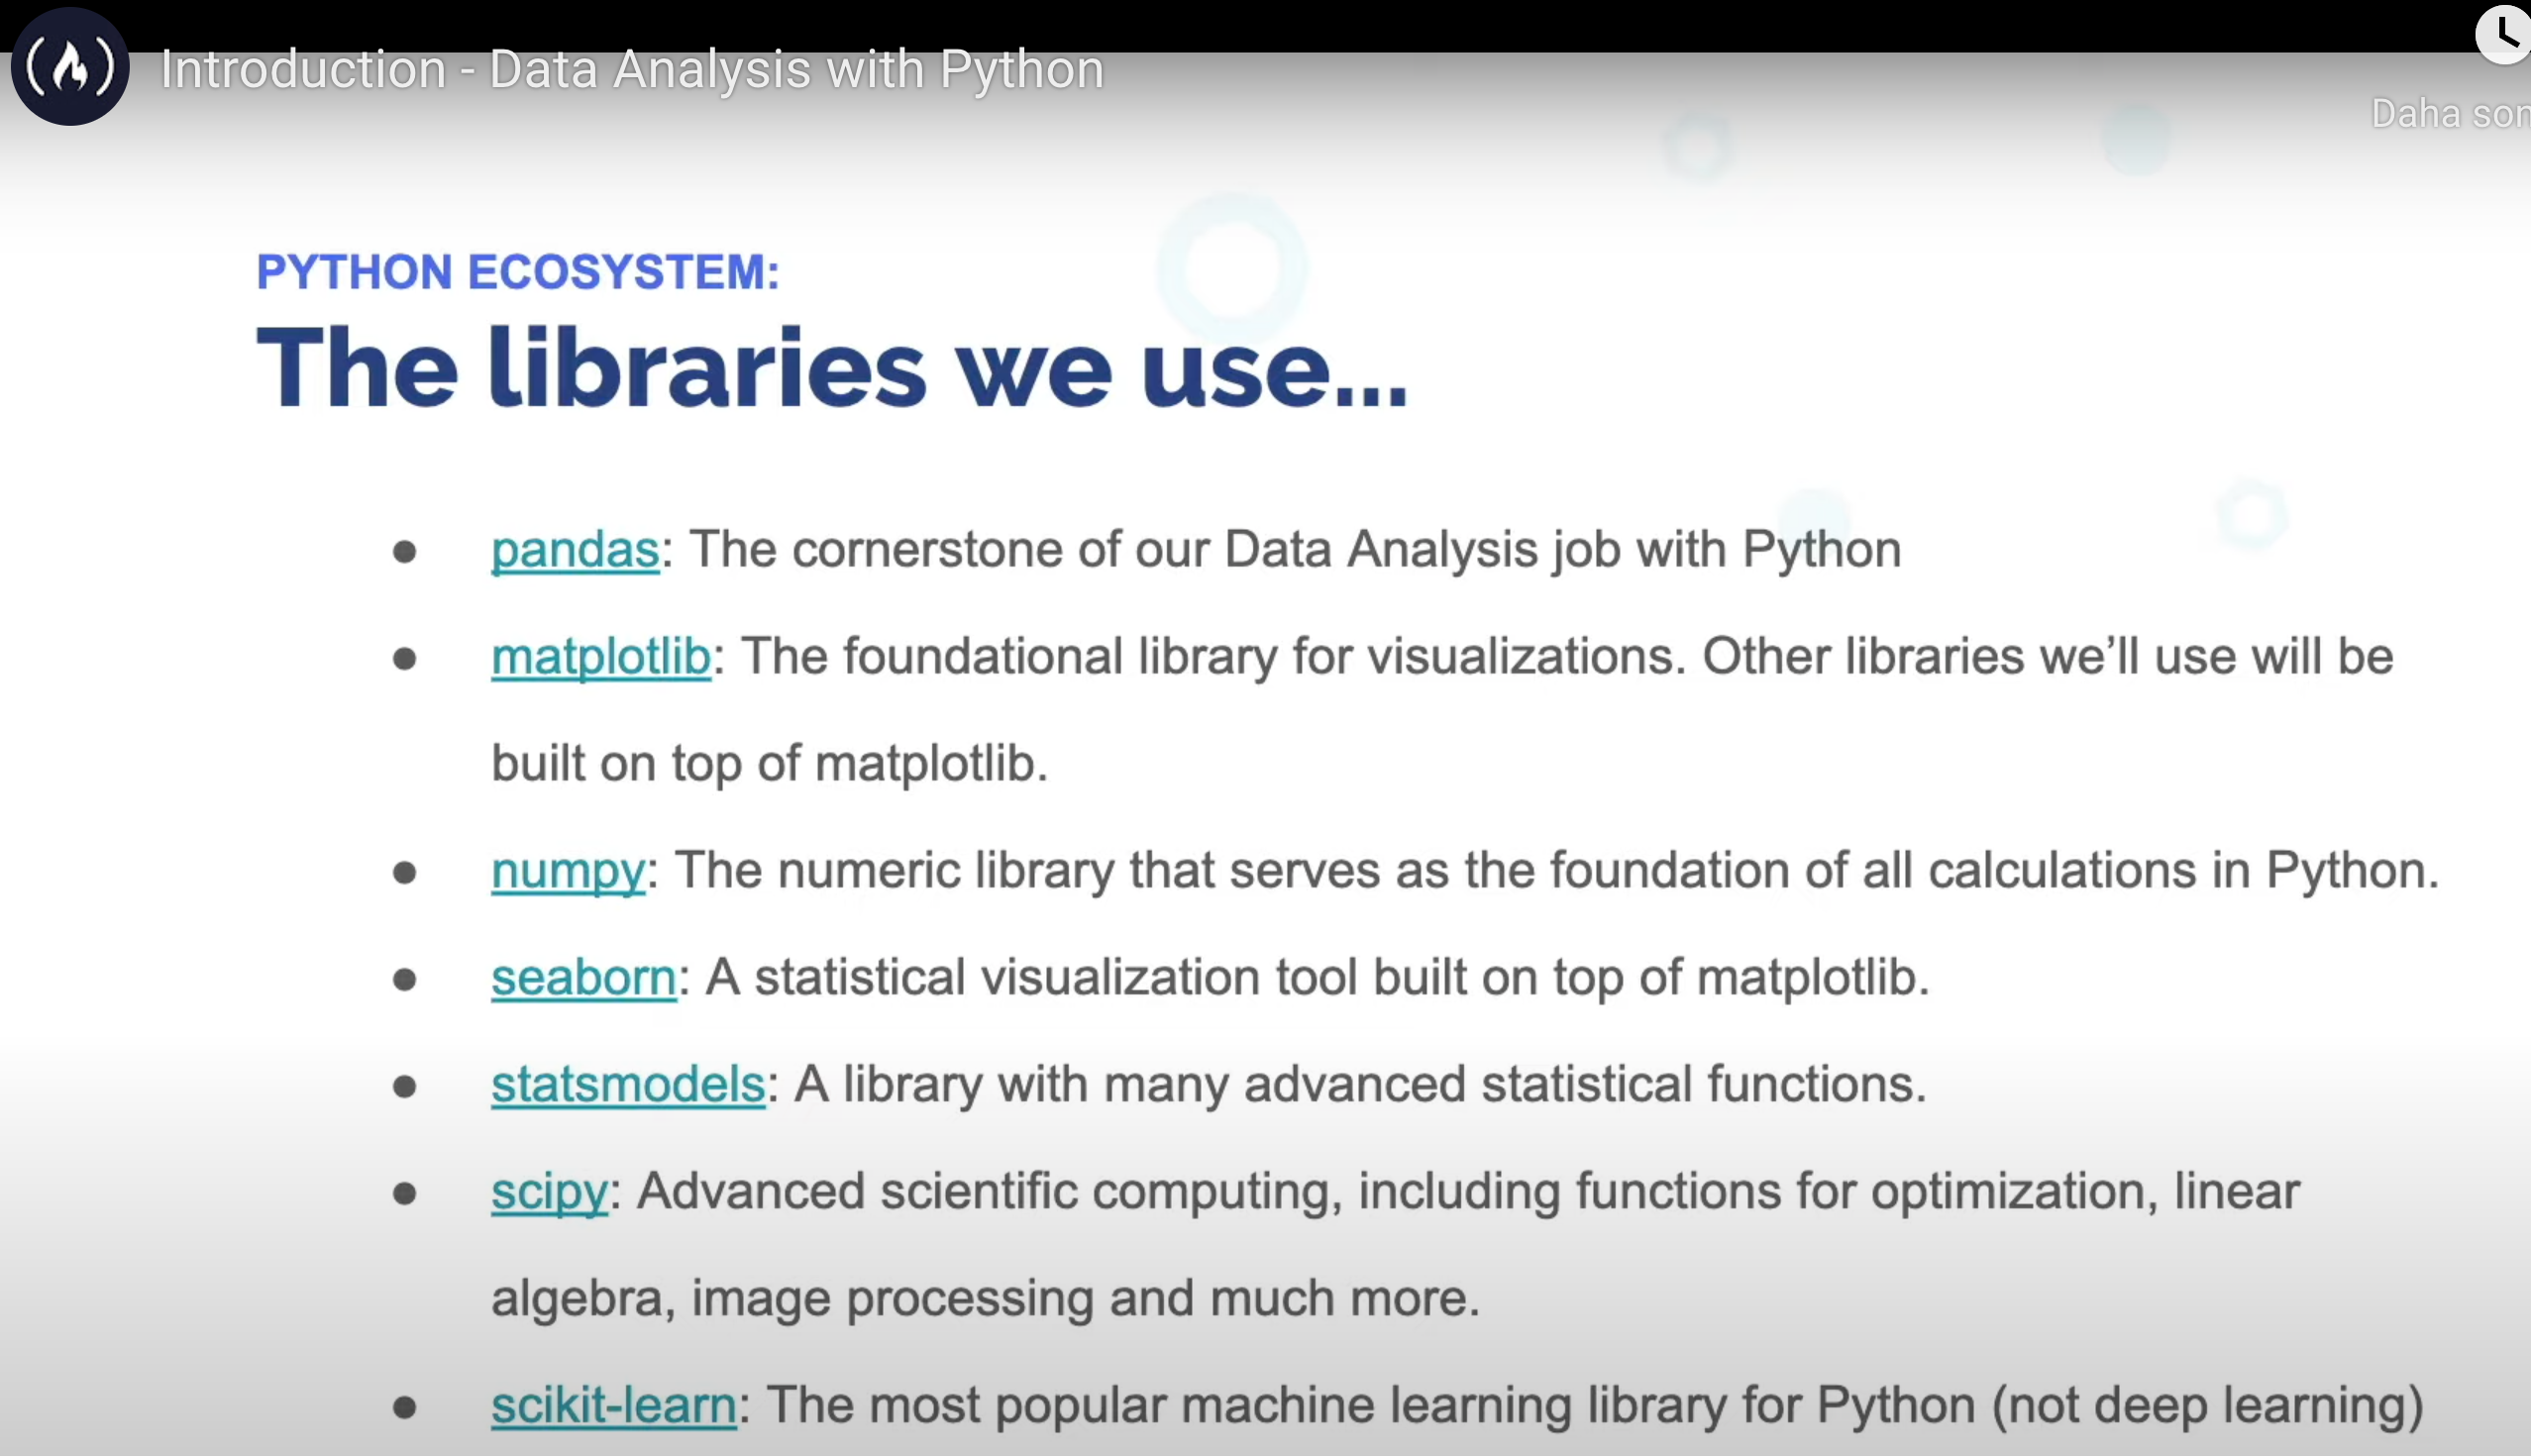 Introduction - Data Analysis with Python
Daha son
PYTHON ECOSYSTEM:
The libraries we use...
● pandas: The cornerstone of our Data Analysis job with Python
● matplotlib: The foundational library for visualizations. Other libraries we’ll use will be
built on top of matplotlib.
● numpy: The numeric library that serves as the foundation of all calculations in Python.
● seaborn: A statistical visualization tool built on top of matplotlib.
● statsmodels: A library with many advanced statistical functions.
● scipy: Advanced scientific computing, including functions for optimization, linear
algebra, image processing and much more.
● scikit-learn: The most popular machine learning library for Python (not deep learning)